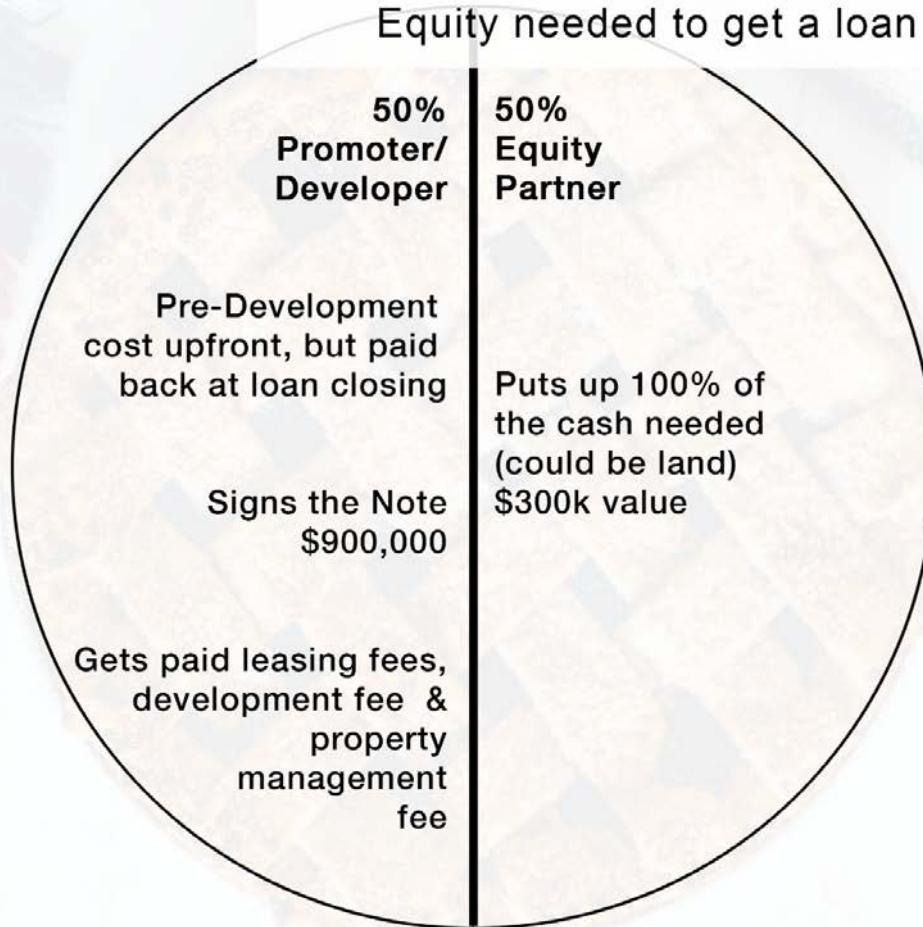 Equity needed to get a loan
50%
Promoter/
Developer
Pre-Development
cost upfront, but paid
back at loan closing
Signs the Note
$900,000
Gets paid leasing fees,
development fee &
property
management
fee
50%
Equity
Partner
Puts up 100% of
the cash needed
(could be land)
$300k value